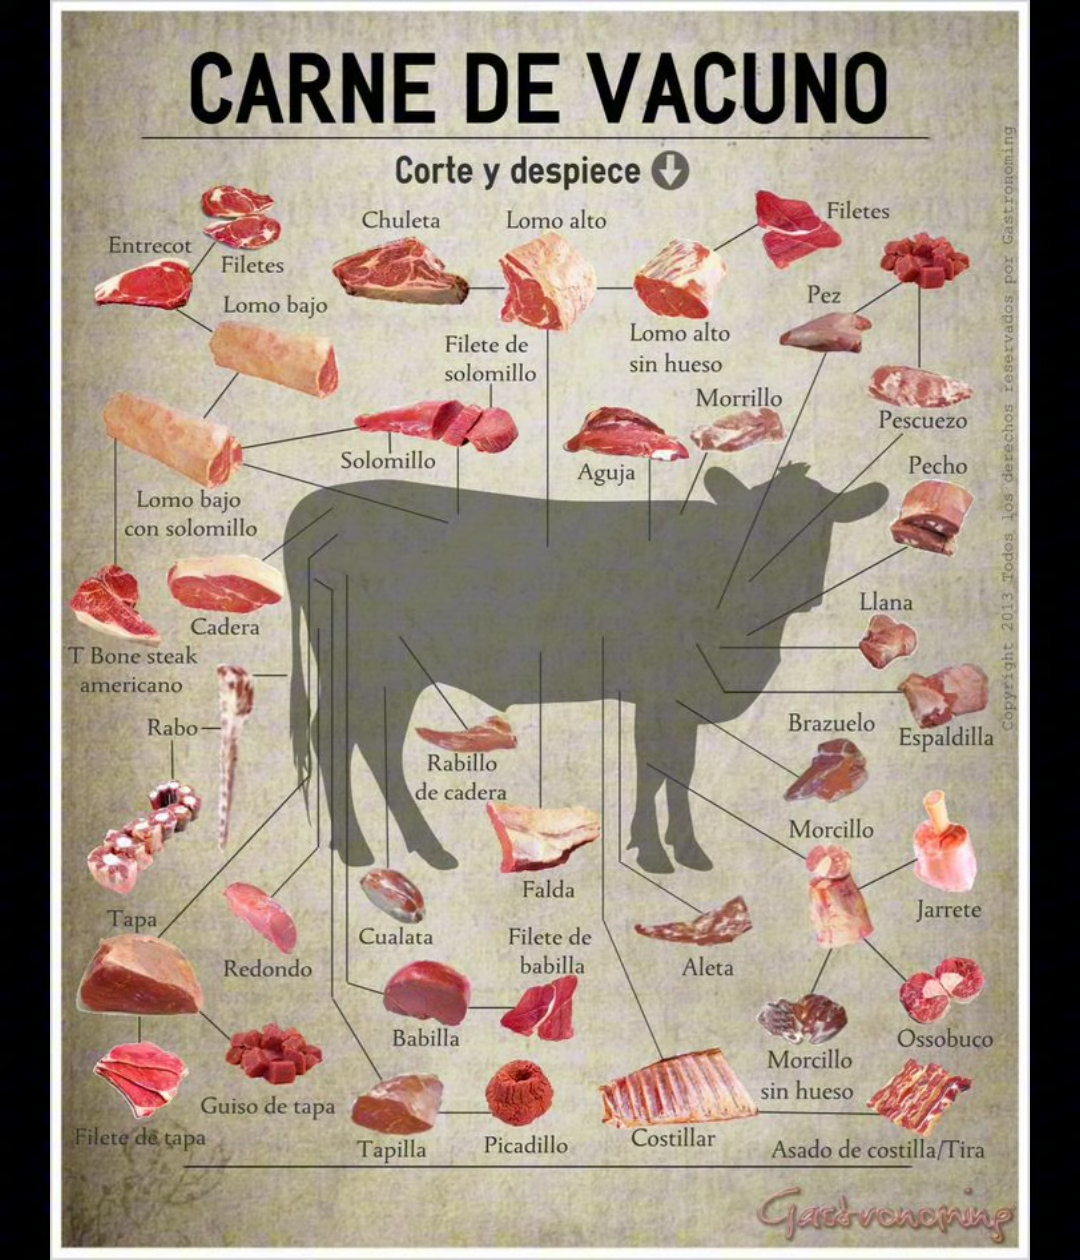 CARNE DE VACUNO
Corte y despiece
Filetes
Chuleta
Lomo alto
Entrecot
Filetes
Lomo bajo
Pez
Filete de
solomillo
Lomo alto
sin hueso
Morrillo
Pescuezo
Solomillo
Aguja
Pecho
Lomo bajo
con solomillo
Llana
Cadera
T Bone steak
americano
Rabo
Brazuelo
Espaldilla
Rabillo
de cadera
Morcillo
Falda
Jarrete
Tapa
Cualata
Filete de
babilla
Redondo
Aleta
Babilla
Ossobuco
Morcillo
sin hueso
Guiso de tapa
Filete de tapa
Tapilla
Picadillo
Costillar
Asado de costilla/Tira
Copyright 2013 Todos los derechos reservados por Gastronoming
Gastronoming